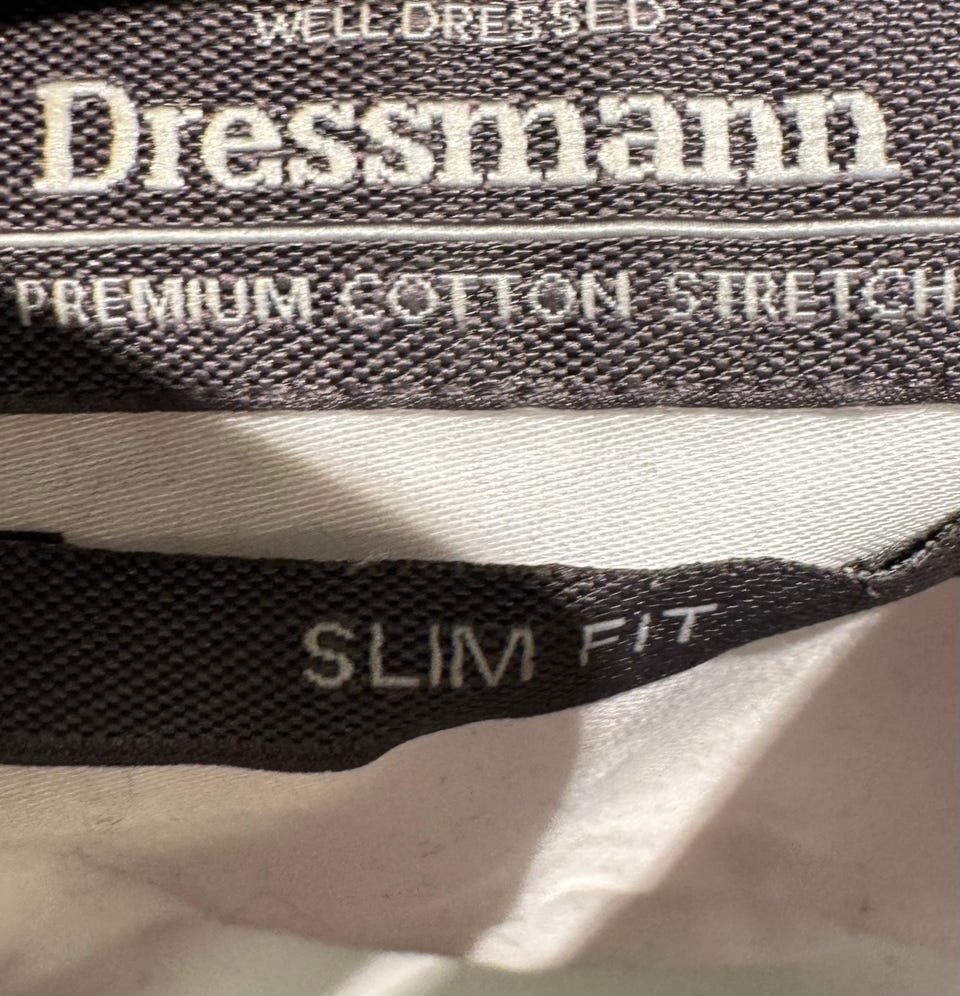 WELL DRESSED
Dressmann
PREMIUM COTTON STRETCH
SLIM FIT